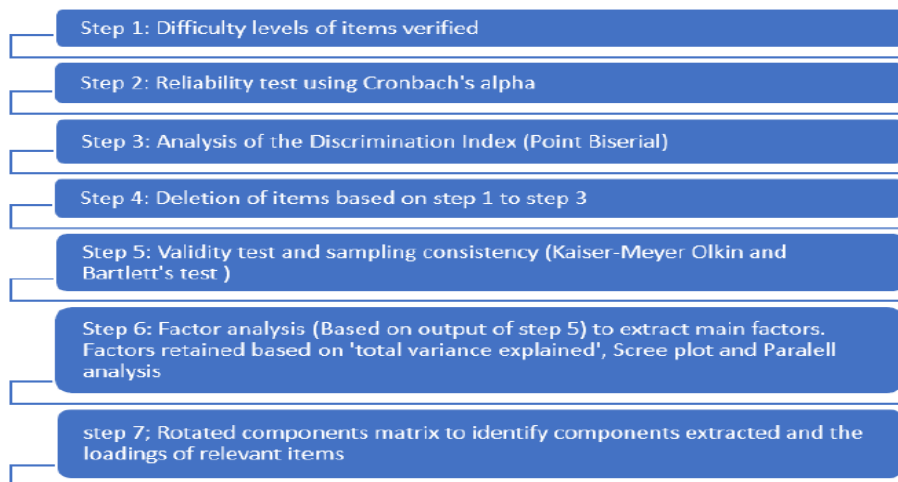 Step 1: Difficulty levels of items verified
Step 2: Reliability test using Cronbach's alpha
Step 3: Analysis of the Discrimination Index (Point Biserial)
Step 4: Deletion of items based on step 1 to step 3
Step 5: Validity test and sampling consistency (Kaiser-Meyer Olkin and
Bartlett's test )
Step 6: Factor analysis (Based on output of step 5) to extract main factors.
Factors retained based on 'total variance explained', Scree plot and Paralell
analysis
step 7; Rotated components matrix to identify components extracted and the
loadings of relevant items